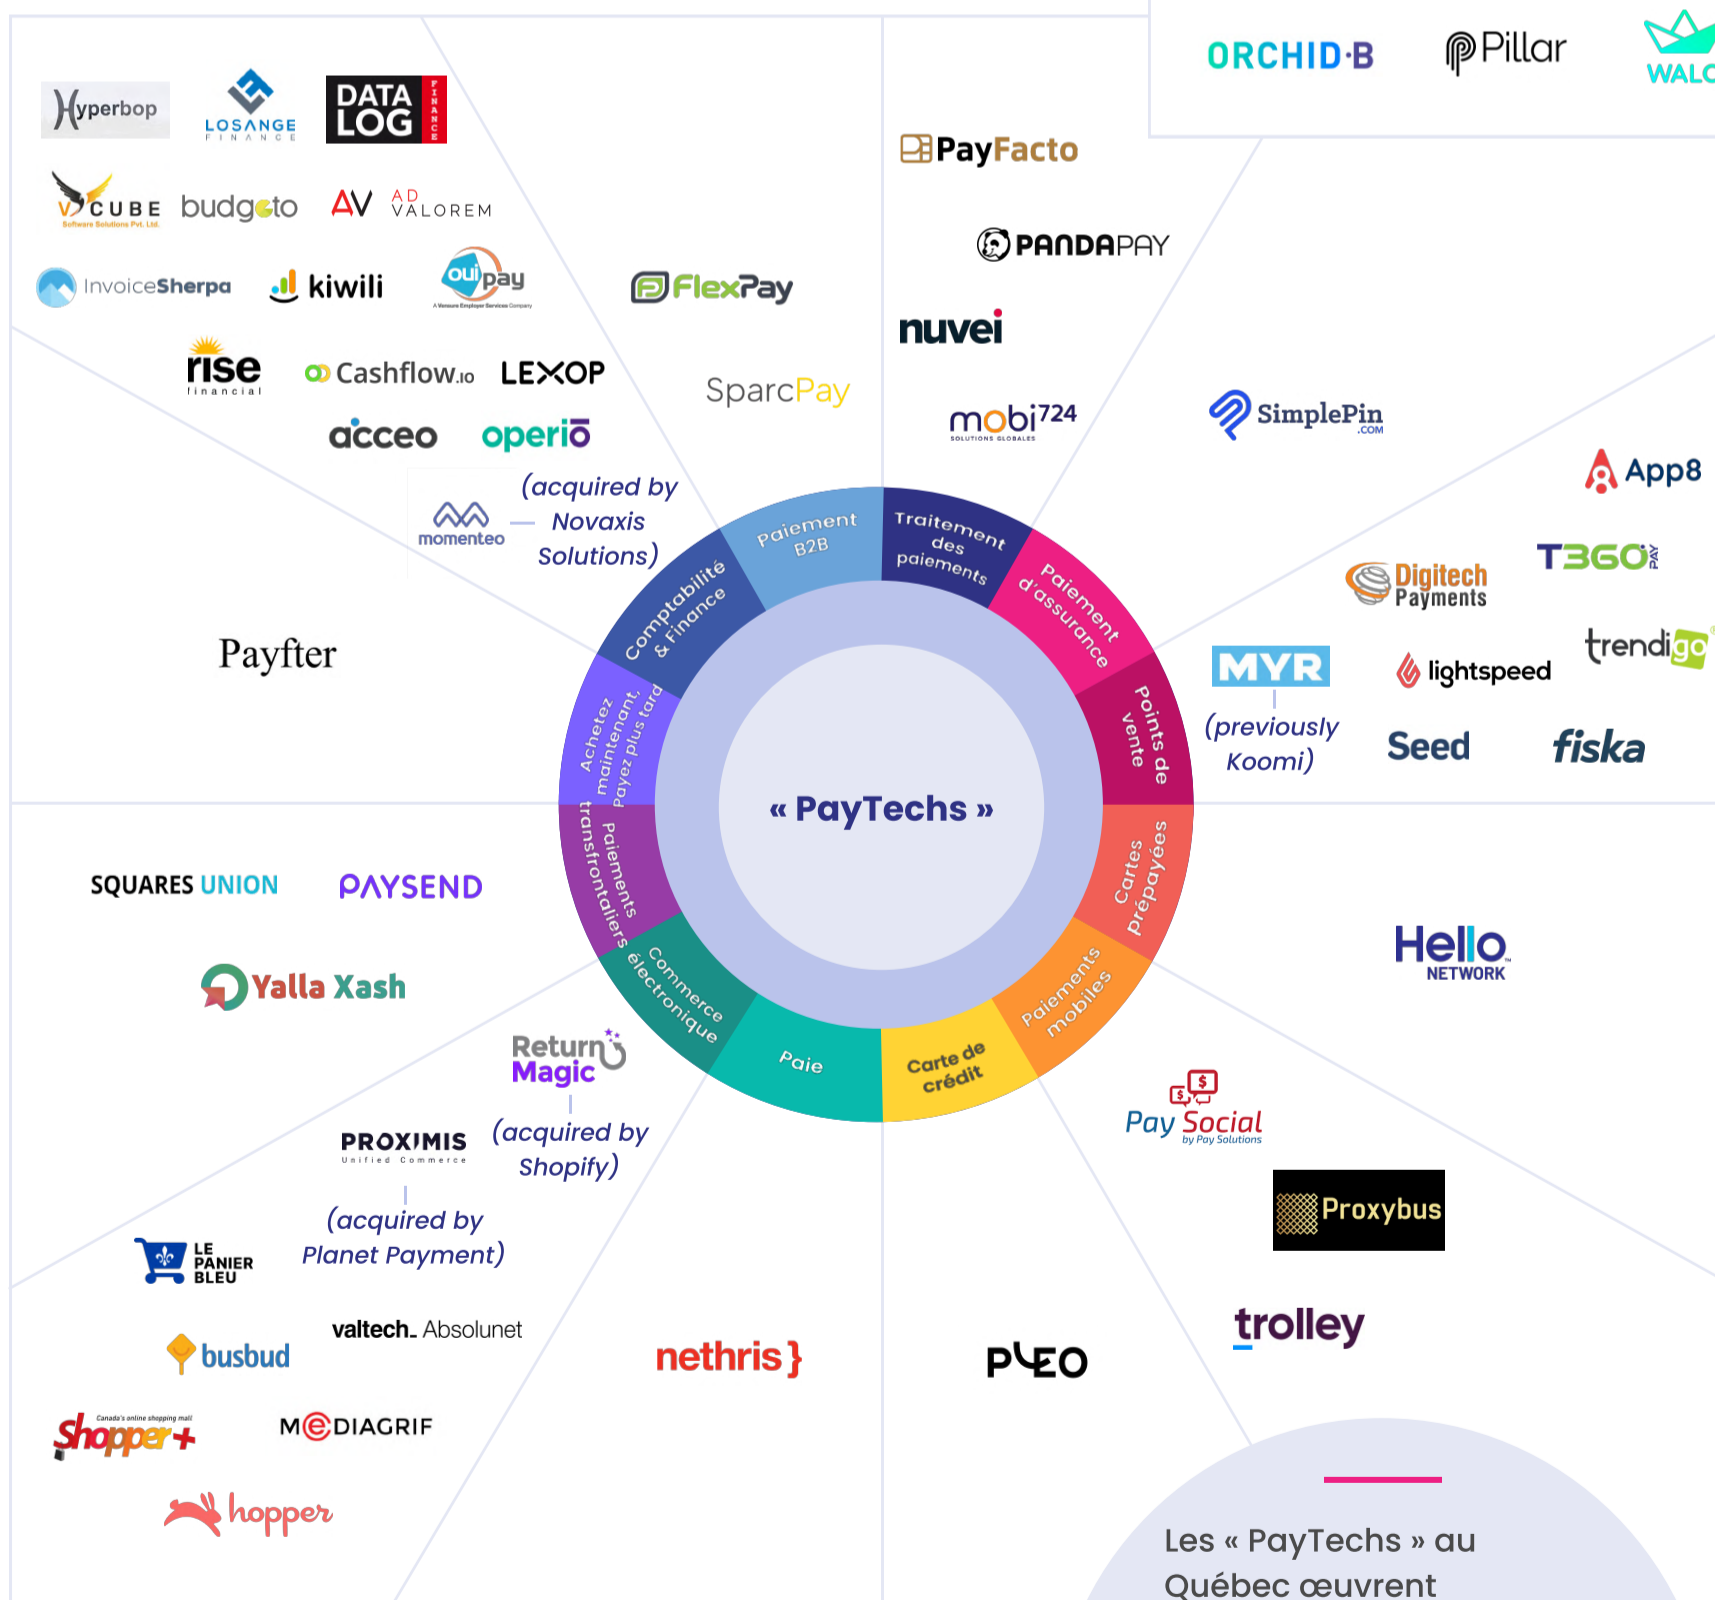 ORCHID·B
Pillar
WALO
Hyperbop
LOSANGE
FINANCE
DATA
LOG
FINANCE
V CUBE
Software Solutions Pvt. Ltd.
budgeto
AV
AD
VALOREM
InvoiceSherpa
kiwili
oui pay
A Vensure Employer Services Company
rise
financial
Cashflow.io
LEXOP
acceo
operio
momenteo
(acquired by
Novaxis
Solutions)
FlexPay
SparcPay
PayFacto
PANDAPAY
nuvei
mobi724
SOLUTIONS GLOBALES
SimplePin
.COM
App8
T360
PAY
Digitech
Payments
trendigo®
MYR
(previously
Koomi)
lightspeed
Seed
fiska
Payfter
Comptabilité
& Finance
Paiement
B2B
Traitement
des
paiements
Paiement
d'assurance
Points de
vente
Cartes
prépayées
Paiements
mobiles
Carte de
crédit
Paie
Commerce
électronique
Paiements
transfrontaliers
Achetez
maintenant,
Payez plus tard
« PayTechs »
SQUARES UNION
PAYSEND
Yalla Xash
Hello
NETWORK™
Return
Magic
(acquired by
Shopify)
PROXIMIS
Unified Commerce
(acquired by
Planet Payment)
LE
PANIER
BLEU
valtech_ Absolunet
busbud
Canada's online shopping mall
shopper+
MeDIAGRIF
hopper
nethris}
PLEO
Pay Social
by Pay Solutions
Proxybus
trolley
Les « PayTechs » au
Québec œuvrent